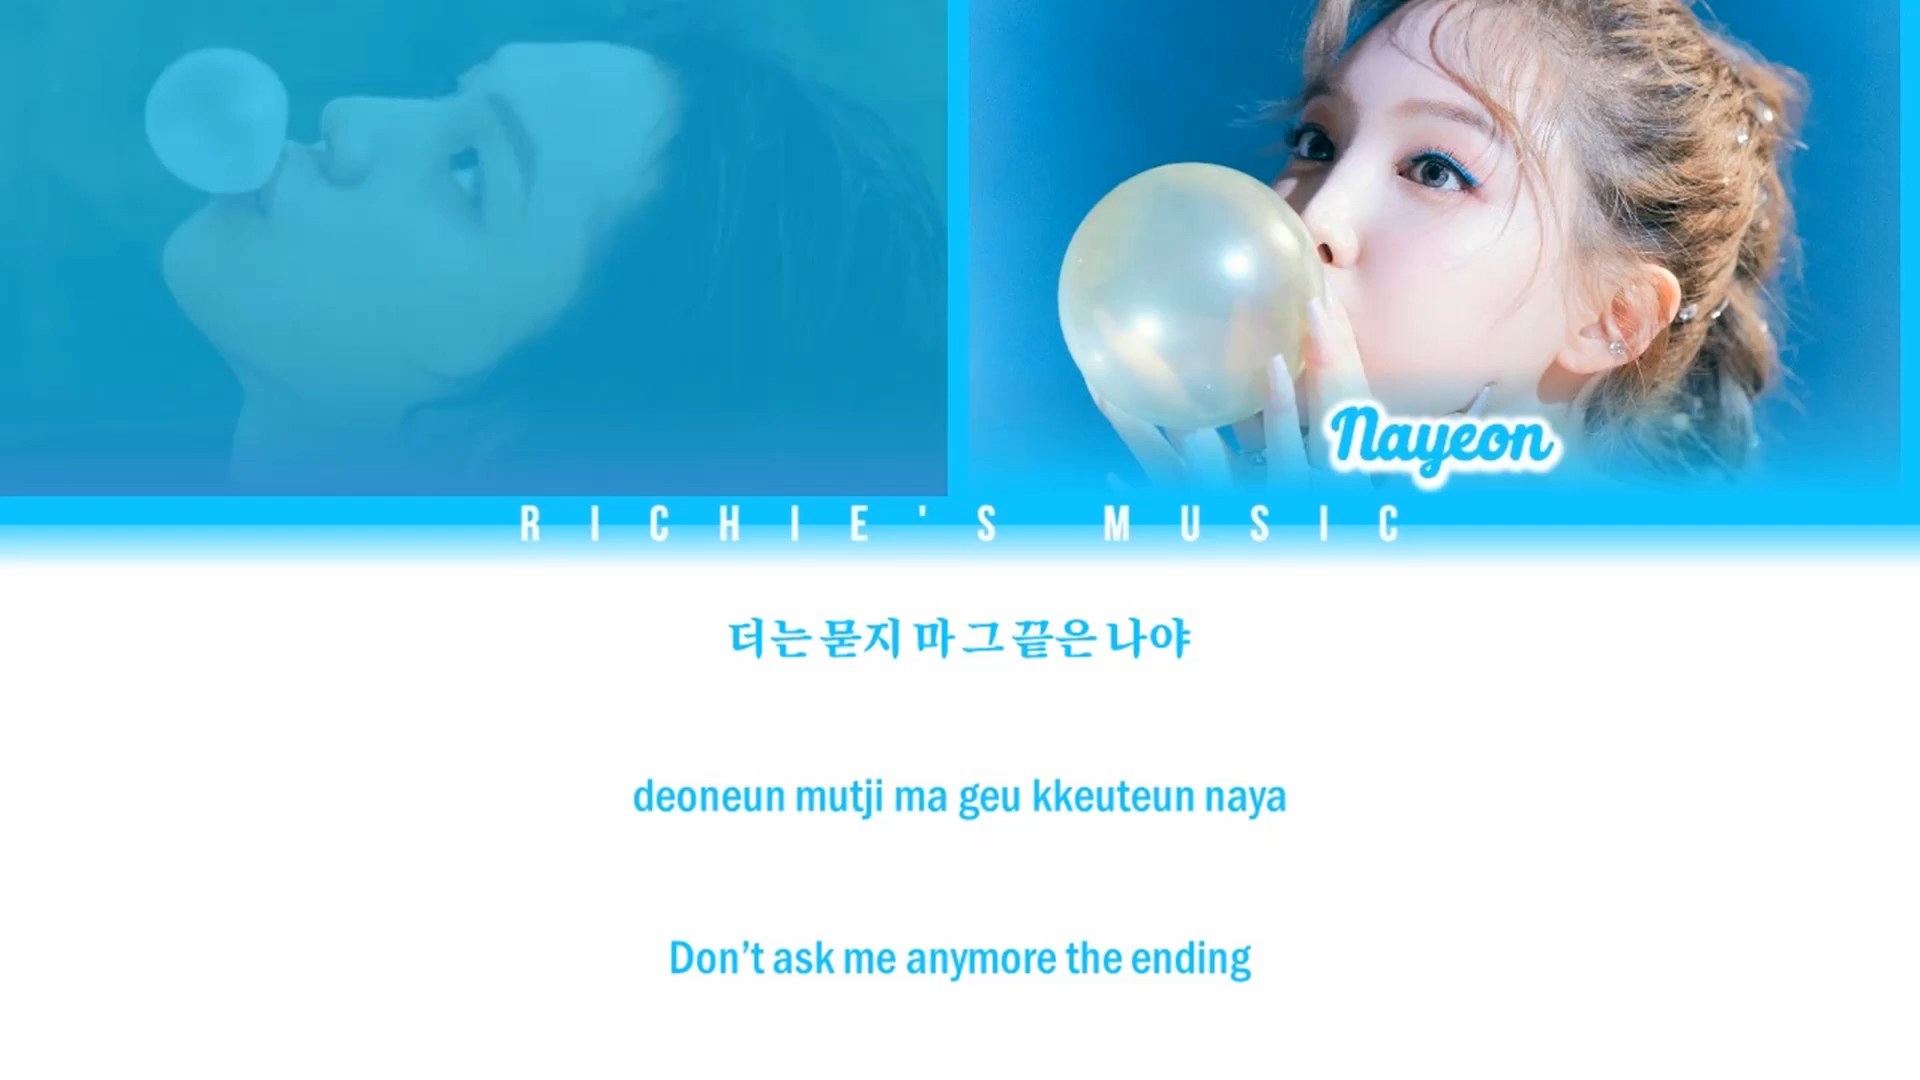 Nayeon
RICHIE'S MUSIC
더는 묻지 마 그 끝은 나야
deoneun mutji ma geu kkeuteun naya
Don’t ask me anymore the ending